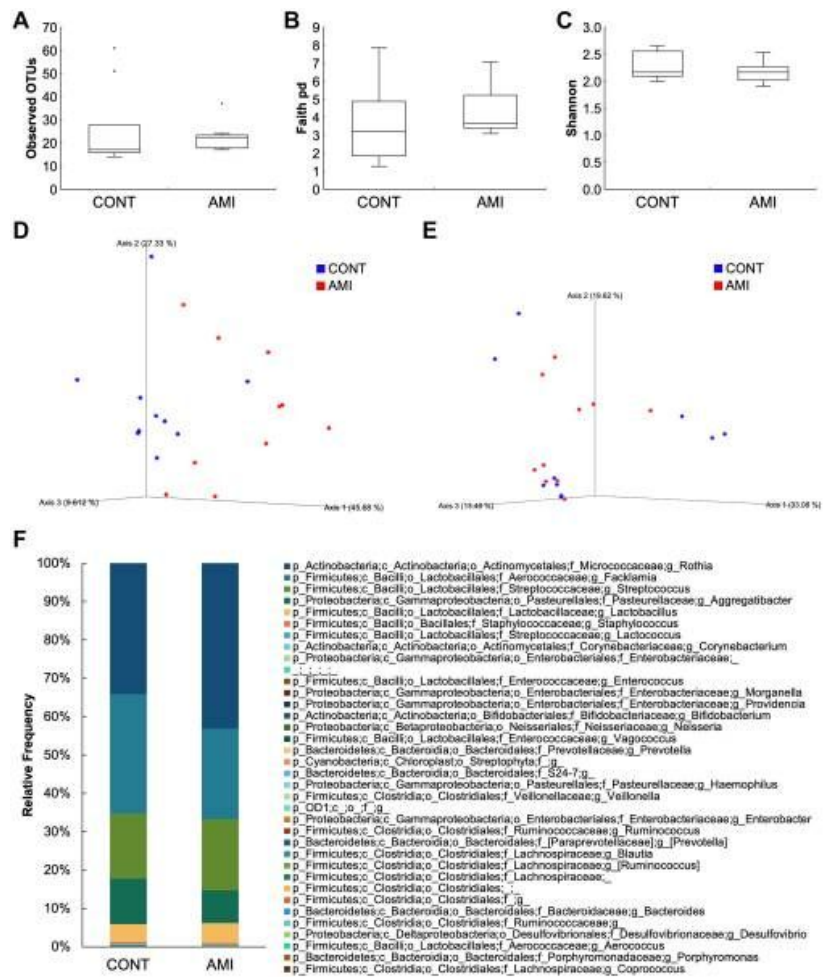 A
70
60
50
40
30
20
10
0
Observed OTUs
CONT
AMI
B
9
8
7
6
5
4
3
2
1
0
Faith pd
CONT
AMI
C
3.0
2.5
2.0
1.5
1.0
0.5
0.0
Shannon
CONT
AMI
D
Axis 2 (27.33 %)
CONT
AMI
Axis 3 (9.612 %)
Axis 1 (45.68 %)
E
CONT
AMI
Axis 2 (19.62 %)
Axis 3 (15.49 %)
Axis 1 (33.06 %)
F
100%
90%
80%
70%
60%
50%
40%
30%
20%
10%
0%
Relative Frequency
CONT
AMI
p_Actinobacteria;c_Actinobacteria;o_Actinomycetales;f_Micrococcaceae;g_Rothia
p_Firmicutes;c_Bacilli;o_Lactobacillales;f_Aerococcaceae;g_Facklamia
p_Firmicutes;c_Bacilli;o_Lactobacillales;f_Streptococcaceae;g_Streptococcus
p_Proteobacteria;c_Gammaproteobacteria;o_Pasteurellales;f_Pasteurellaceae;g_Aggregatibacter
p_Firmicutes;c_Bacilli;o_Lactobacillales;f_Lactobacillaceae;g_Lactobacillus
p_Firmicutes;c_Bacilli;o_Bacillales;f_Staphylococcaceae;g_Staphylococcus
p_Firmicutes;c_Bacilli;o_Lactobacillales;f_Streptococcaceae;g_Lactococcus
p_Actinobacteria;c_Actinobacteria;o_Actinomycetales;f_Corynebacteriaceae;g_Corynebacterium
p_Proteobacteria;c_Gammaproteobacteria;o_Enterobacteriales;f_Enterobacteriaceae;_
_;_;_;_;_
p_Firmicutes;c_Bacilli;o_Lactobacillales;f_Enterococcaceae;g_Enterococcus
p_Proteobacteria;c_Gammaproteobacteria;o_Enterobacteriales;f_Enterobacteriaceae;g_Morganella
p_Proteobacteria;c_Gammaproteobacteria;o_Enterobacteriales;f_Enterobacteriaceae;g_Providencia
p_Actinobacteria;c_Actinobacteria;o_Bifidobacteriales;f_Bifidobacteriaceae;g_Bifidobacterium
p_Proteobacteria;c_Betaproteobacteria;o_Neisseriales;f_Neisseriaceae;g_Neisseria
p_Firmicutes;c_Bacilli;o_Lactobacillales;f_Enterococcaceae;g_Vagococcus
p_Bacteroidetes;c_Bacteroidia;o_Bacteroidales;f_Prevotellaceae;g_Prevotella
p_Cyanobacteria;c_Chloroplast;o_Streptophyta;f_;g_
p_Bacteroidetes;c_Bacteroidia;o_Bacteroidales;f_S24-7;g_
p_Proteobacteria;c_Gammaproteobacteria;o_Pasteurellales;f_Pasteurellaceae;g_Haemophilus
p_Firmicutes;c_Clostridia;o_Clostridiales;f_Veillonellaceae;g_Veillonella
p_OD1;c_;o_;f_;g_
p_Proteobacteria;c_Gammaproteobacteria;o_Enterobacteriales;f_Enterobacteriaceae;g_Enterobacter
p_Firmicutes;c_Clostridia;o_Clostridiales;f_Ruminococcaceae;g_Ruminococcus
p_Bacteroidetes;c_Bacteroidia;o_Bacteroidales;f_[Paraprevotellaceae];g_[Prevotella]
p_Firmicutes;c_Clostridia;o_Clostridiales;f_Lachnospiraceae;g_Blautia
p_Firmicutes;c_Clostridia;o_Clostridiales;f_Lachnospiraceae;g_[Ruminococcus]
p_Firmicutes;c_Clostridia;o_Clostridiales;f_Lachnospiraceae;_
p_Firmicutes;c_Clostridia;o_Clostridiales;_;_
p_Firmicutes;c_Clostridia;o_Clostridiales;f_;g_
p_Bacteroidetes;c_Bacteroidia;o_Bacteroidales;f_Bacteroidaceae;g_Bacteroides
p_Firmicutes;c_Clostridia;o_Clostridiales;f_Ruminococcaceae;g_
p_Proteobacteria;c_Deltaproteobacteria;o_Desulfovibrionales;f_Desulfovibrionaceae;g_Desulfovibrio
p_Firmicutes;c_Bacilli;o_Lactobacillales;f_Aerococcaceae;g_Aerococcus
p_Bacteroidetes;c_Bacteroidia;o_Bacteroidales;f_Porphyromonadaceae;g_Porphyromonas
p_Firmicutes;c_Clostridia;o_Clostridiales;f_Lachnospiraceae;g_Coprococcus